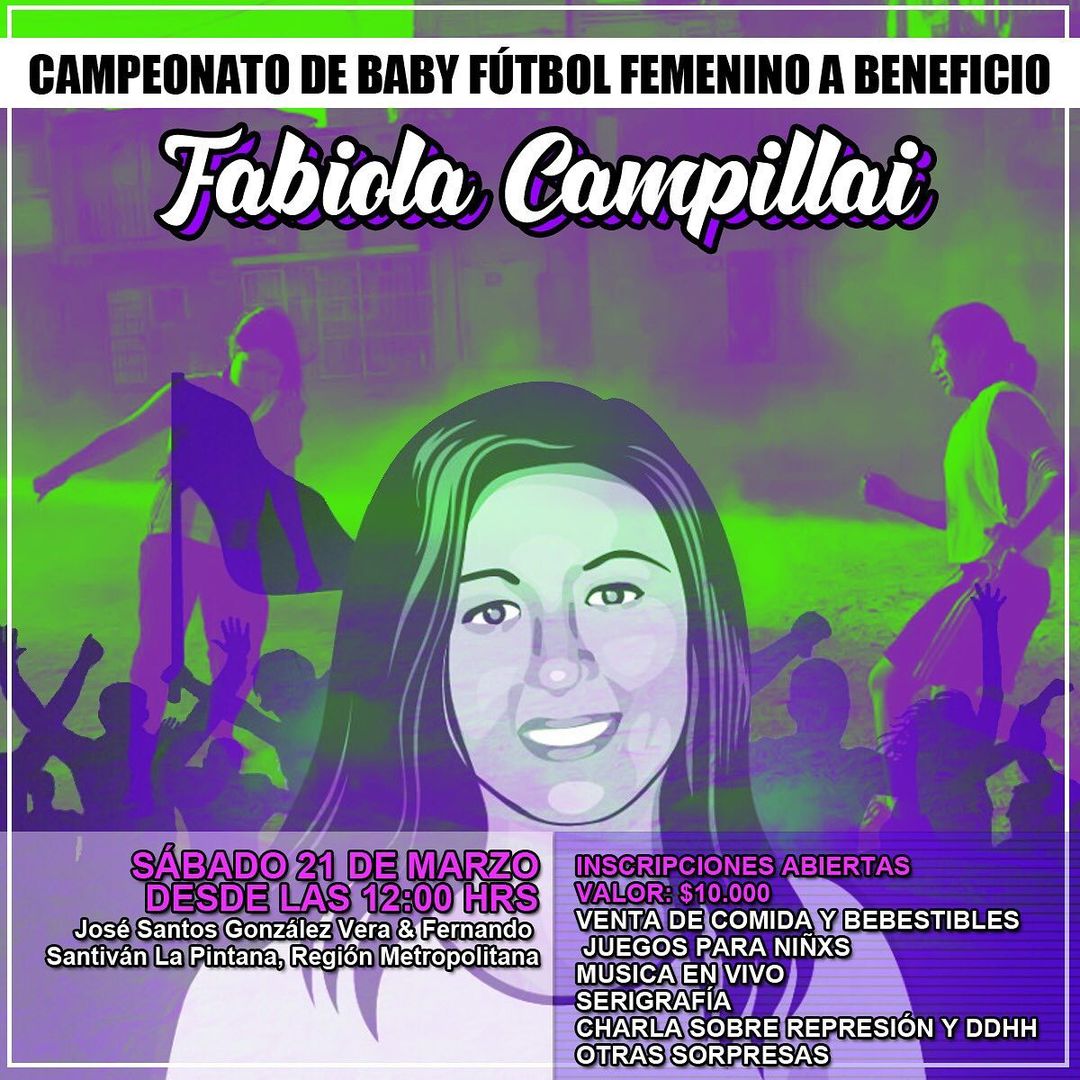 CAMPEONATO DE BABY FÚTBOL FEMENINO A BENEFICIO
Fabiola Campillai
SÁBADO 21 DE MARZO
DESDE LAS 12:00 HRS
José Santos González Vera & Fernando
Santiván La Pintana, Región Metropolitana
INSCRIPCIONES ABIERTAS
VALOR: $10.000
VENTA DE COMIDA Y BEBESTIBLES
JUEGOS PARA NIÑXS
MUSICA EN VIVO
SERIGRAFÍA
CHARLA SOBRE REPRESIÓN Y DDHH
OTRAS SORPRESAS